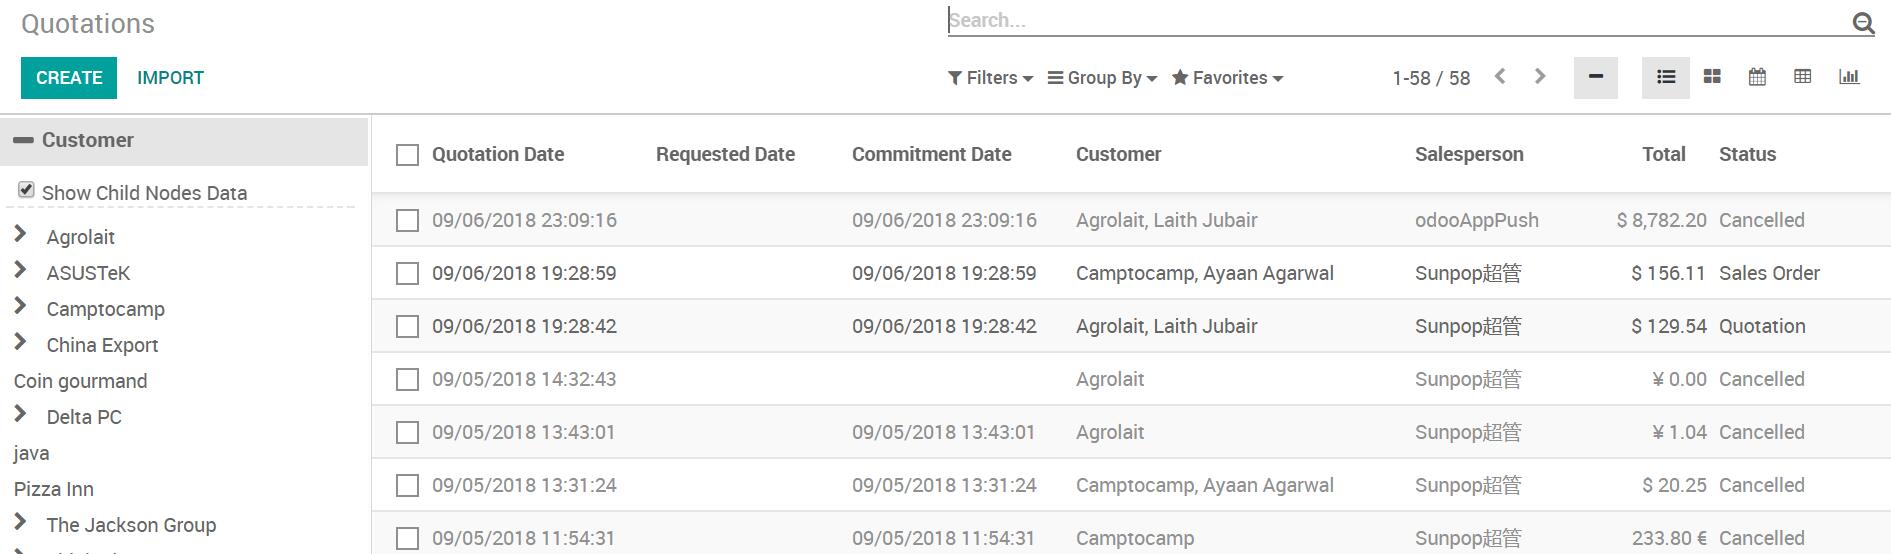 Quotations
Search...
CREATE IMPORT
Filters Group By Favorites 1-58 / 58
Customer
Show Child Nodes Data
Agrolait
ASUSTeK
Camptocamp
China Export
Coin gourmand
Delta PC
java
Pizza Inn
The Jackson Group
Quotation Date Requested Date Commitment Date Customer Salesperson Total Status
09/06/2018 23:09:16 09/06/2018 23:09:16 Agrolait, Laith Jubair odooAppPush $ 8,782.20 Cancelled
09/06/2018 19:28:59 09/06/2018 19:28:59 Camptocamp, Ayaan Agarwal Sunpop超管 $ 156.11 Sales Order
09/06/2018 19:28:42 09/06/2018 19:28:42 Agrolait, Laith Jubair Sunpop超管 $ 129.54 Quotation
09/05/2018 14:32:43 Agrolait Sunpop超管 ¥ 0.00 Cancelled
09/05/2018 13:43:01 09/05/2018 13:43:01 Agrolait Sunpop超管 ¥ 1.04 Cancelled
09/05/2018 13:31:24 09/05/2018 13:31:24 Camptocamp, Ayaan Agarwal Sunpop超管 $ 20.25 Cancelled
09/05/2018 11:54:31 09/05/2018 11:54:31 Camptocamp Sunpop超管 233.80 € Cancelled